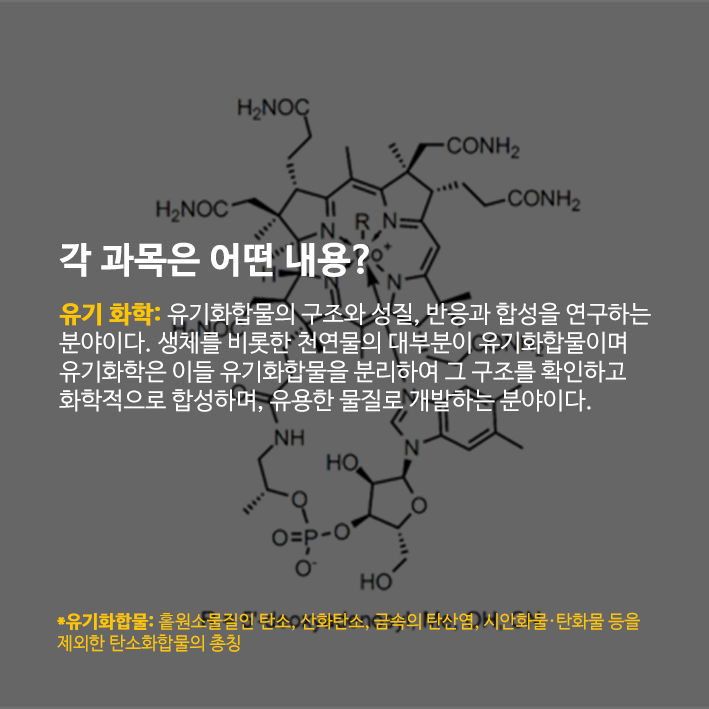 H₂NOC
CONH₂
H₂NOC
CONH₂
R
N
N
Co⁺
N
N
H
각 과목은 어떤 내용?
유기 화학: 유기화합물의 구조와 성질, 반응과 합성을 연구하는
분야이다. 생체를 비롯한 천연물의 대부분이 유기화합물이며
유기화학은 이들 유기화합물을 분리하여 그 구조를 확인하고
화학적으로 합성하며, 유용한 물질로 개발하는 분야이다.
O
N
NH
N
HO
O
O
O=P-O
O⁻
HO
*유기화합물: 홑원소물질인 탄소, 산화탄소, 금속의 탄산염, 시안화물·탄화물 등을
제외한 탄소화합물의 총칭